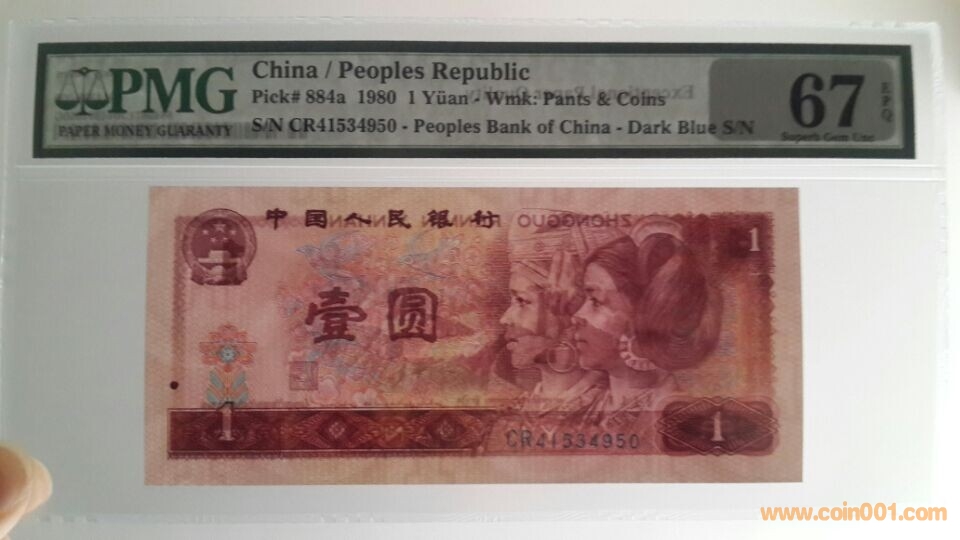 PMG
PAPER MONEY GUARANTY
China / Peoples Republic
Pick# 884a 1980 1 Yüan - Wmk: Pants & Coins
S/N CR41534950 - Peoples Bank of China - Dark Blue S/N
67 EPQ
Superb Gem Unc
中国人民银行
ZHONGGUO
1
壹圆
1
CR41534950
1
www.coin001.com